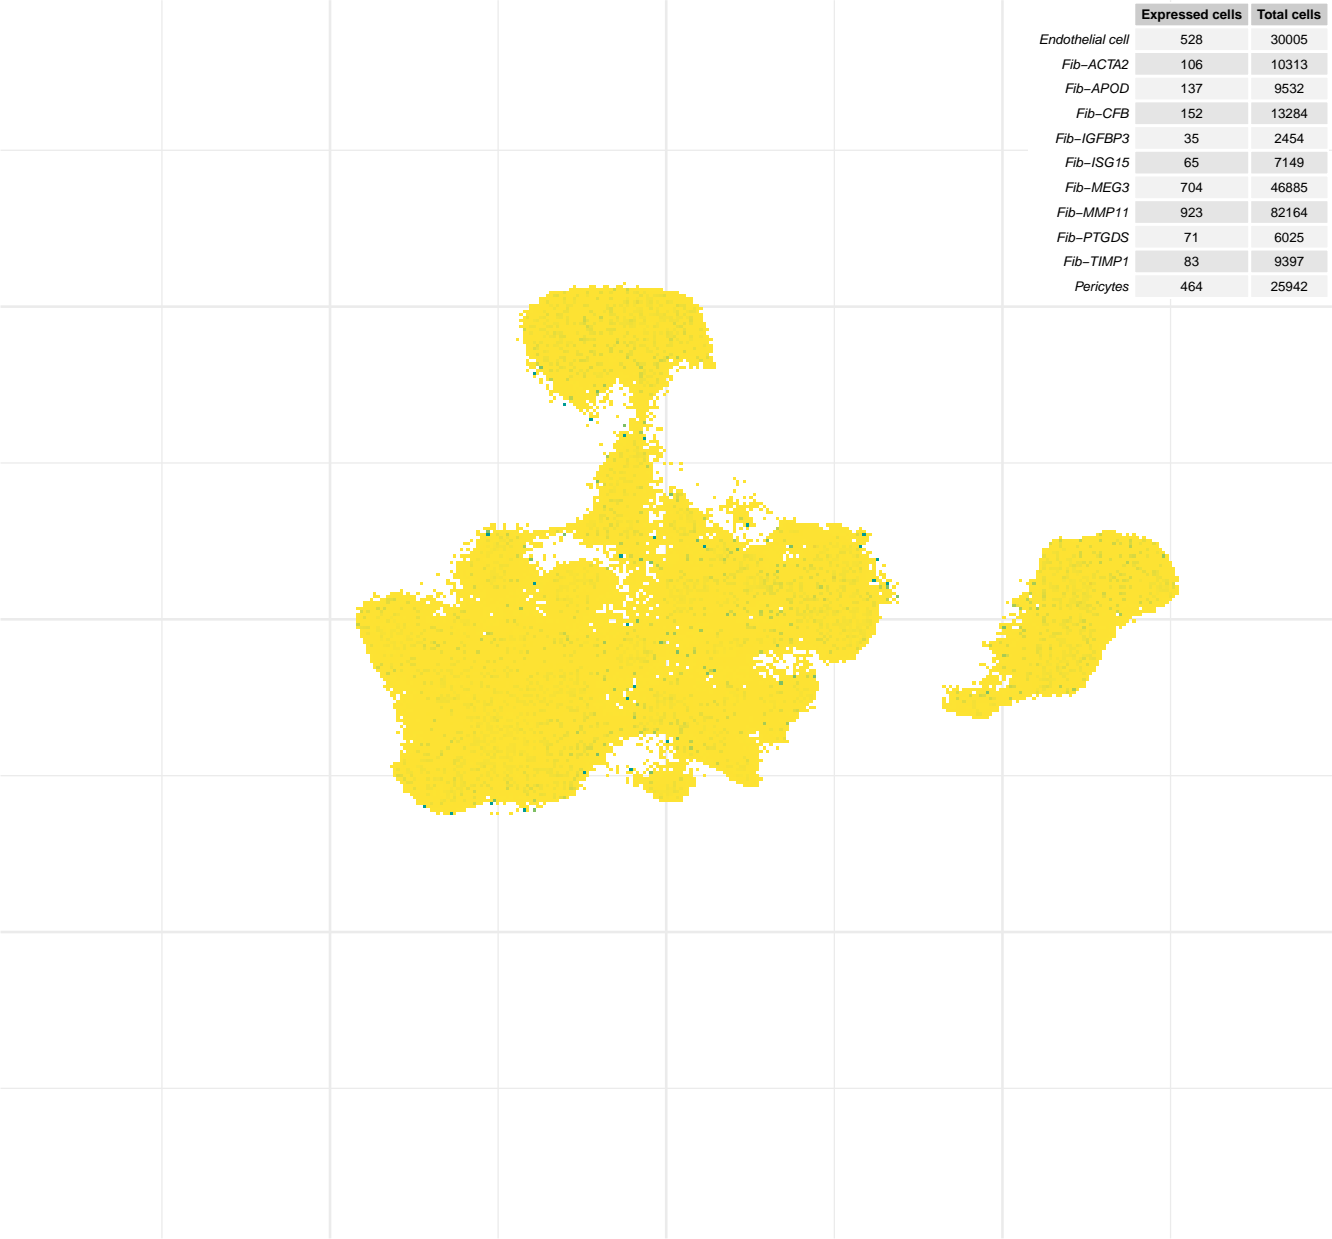 Expressed cells Total cells
Endothelial cell 528 30005
Fib−ACTA2 106 10313
Fib−APOD 137 9532
Fib−CFB 152 13284
Fib−IGFBP3 35 2454
Fib−ISG15 65 7149
Fib−MEG3 704 46885
Fib−MMP11 923 82164
Fib−PTGDS 71 6025
Fib−TIMP1 83 9397
Pericytes 464 25942